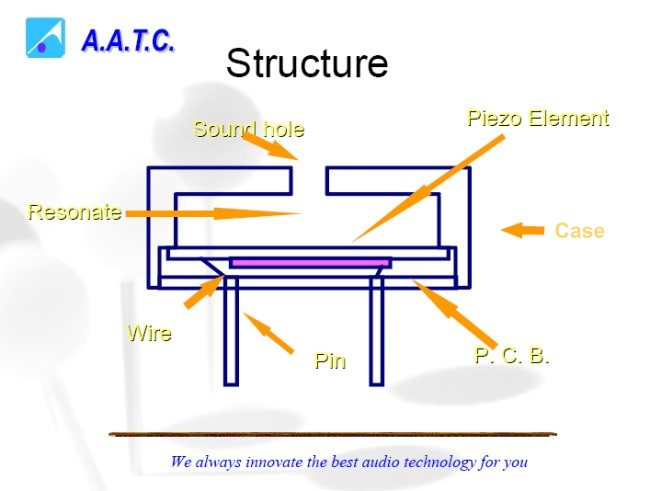 A.A.T.C.
Structure
Sound hole
Piezo Element
Resonate
Case
Wire
Pin
P. C. B.
We always innovate the best audio technology for you